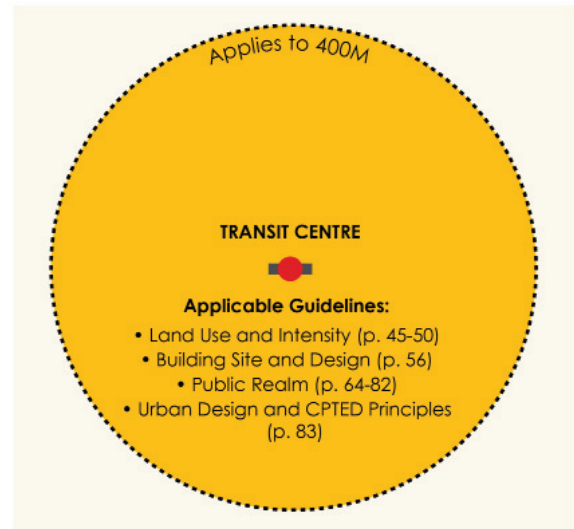 Applies to 400M
TRANSIT CENTRE
Applicable Guidelines:
• Land Use and Intensity (p. 45-50)
• Building Site and Design (p. 56)
• Public Realm (p. 64-82)
• Urban Design and CPTED Principles
(p. 83)